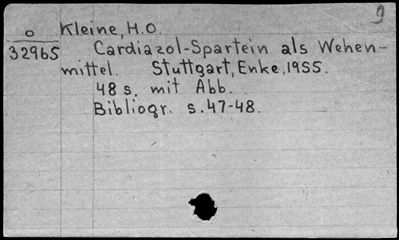 9
O Kleine, H.O.
32965 Cardiazol-Spartein als Wehen-
mittel. Stuttgart, Enke, 1955.
48 s. mit Abb.
Bibliogr. s. 47-48.